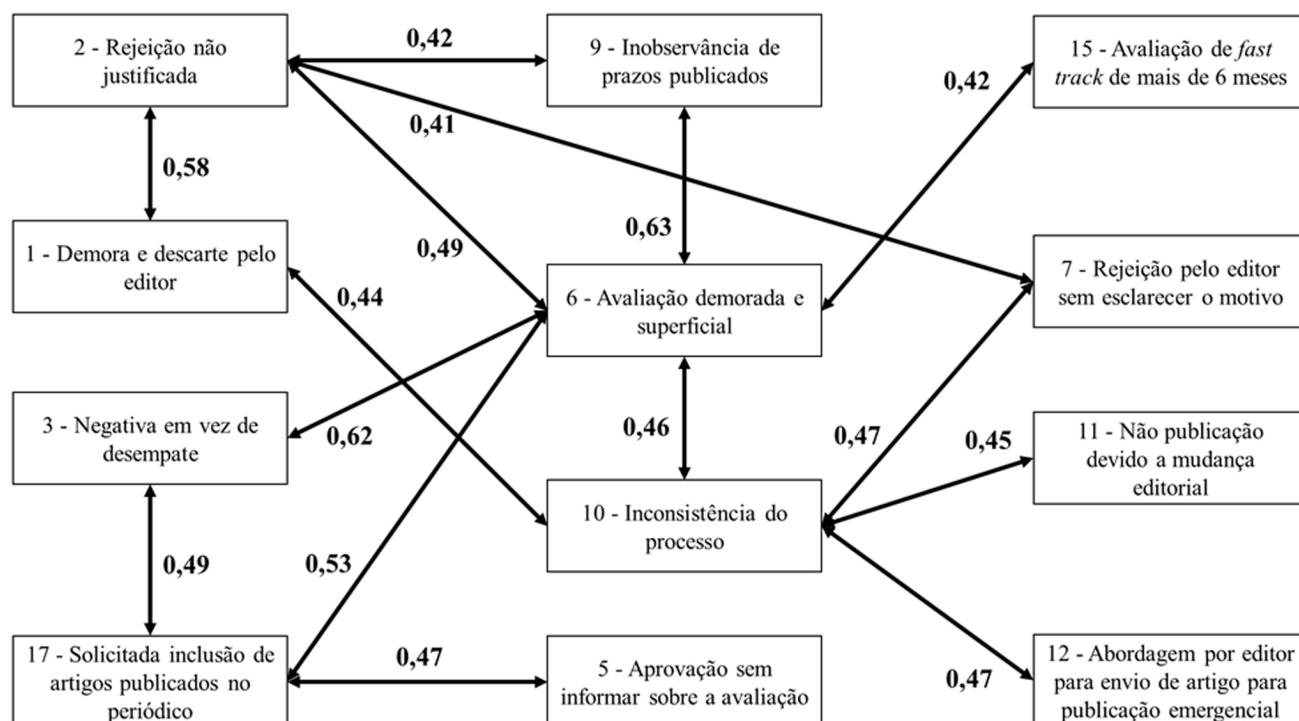 2 - Rejeição não
justificada
0,42
9 - Inobservância de
prazos publicados
15 - Avaliação de fast
track de mais de 6 meses
0,42
0,41
0,58
0,63
0,49
1 - Demora e descarte pelo
editor
0,44
6 - Avaliação demorada e
superficial
7 - Rejeição pelo editor
sem esclarecer o motivo
3 - Negativa em vez de
desempate
0,62
0,46
0,47
0,45
11 - Não publicação
devido a mudança
editorial
10 - Inconsistência do
processo
0,49
0,53
17 - Solicitada inclusão de
artigos publicados no
periódico
0,47
5 - Aprovação sem
informar sobre a avaliação
0,47
12 - Abordagem por editor
para envio de artigo para
publicação emergencial